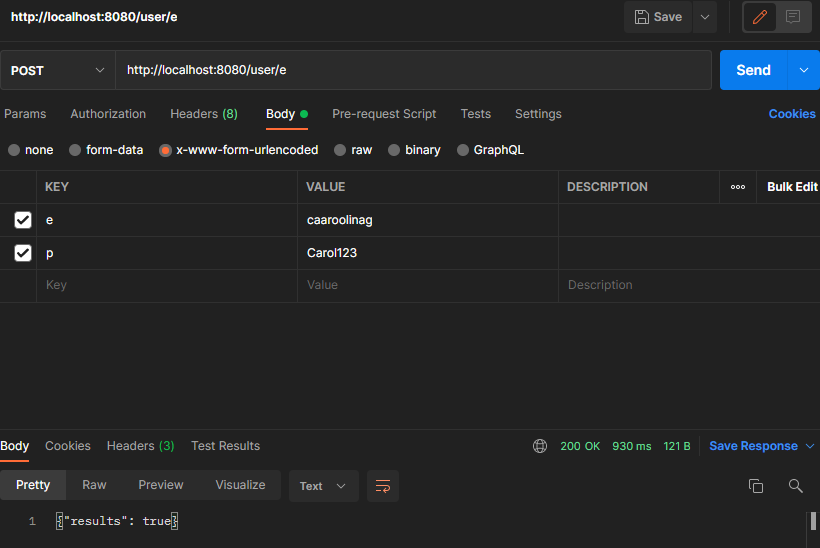 http://localhost:8080/user/e Save
POST http://localhost:8080/user/e Send
Params Authorization Headers (8) Body Pre-request Script Tests Settings Cookies
none form-data x-www-form-urlencoded raw binary GraphQL
KEY VALUE DESCRIPTION Bulk Edit
e caaroolinag
p Carol123
Key Value Description
Body Cookies Headers (3) Test Results 200 OK 930 ms 121 B Save Response
Pretty Raw Preview Visualize Text
1 {"results": true}